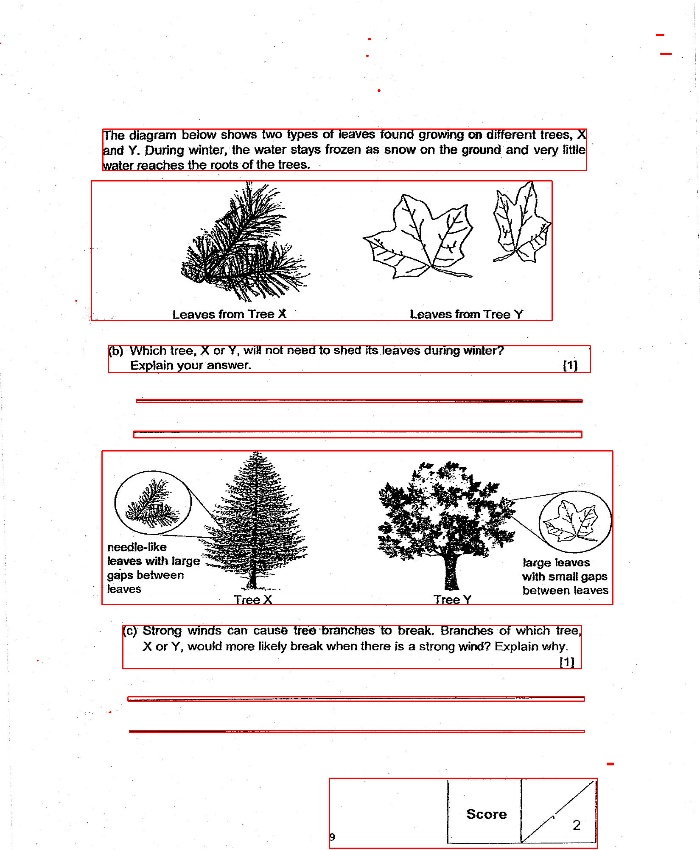 The diagram below shows two types of leaves found growing on different trees, X
and Y. During winter, the water stays frozen as snow on the ground and very little
water reaches the roots of the trees.
Leaves from Tree X
Leaves from Tree Y
(b) Which tree, X or Y, will not need to shed its leaves during winter?
Explain your answer. [1]
needle-like
leaves with large
gaps between
leaves
Tree X
Tree Y
large leaves
with small gaps
between leaves
(c) Strong winds can cause tree branches to break. Branches of which tree,
X or Y, would more likely break when there is a strong wind? Explain why.
[1]
Score
2
9